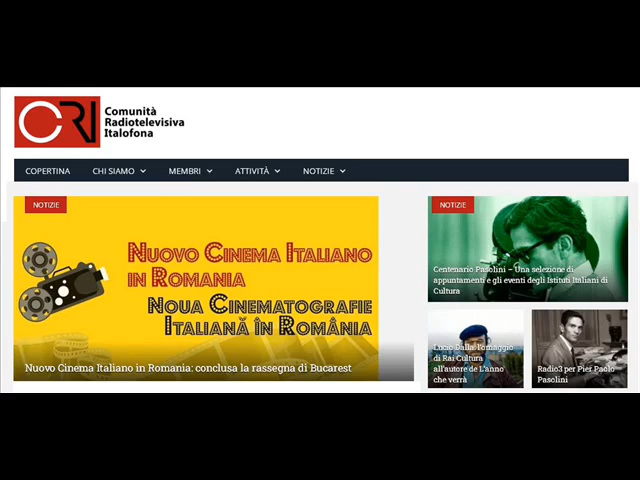 CRI
Comunità
Radiotelevisiva
Italofona
COPERTINA CHI SIAMO MEMBRI ATTIVITÀ NOTIZIE
NOTIZIE
NUOVO CINEMA ITALIANO
IN ROMANIA
NOUA CINEMATOGRAFIE
ITALIANĂ ÎN ROMÂNIA
Nuovo Cinema Italiano in Romania: conclusa la rassegna di Bucarest
NOTIZIE
Centenario Pasolini – Una selezione di
appuntamenti e gli eventi degli Istituti Italiani di
Cultura
Lucio Dalla: l'omaggio
di Rai Cultura
all'autore de L'anno
che verrà
Radio3 per Pier Paolo
Pasolini